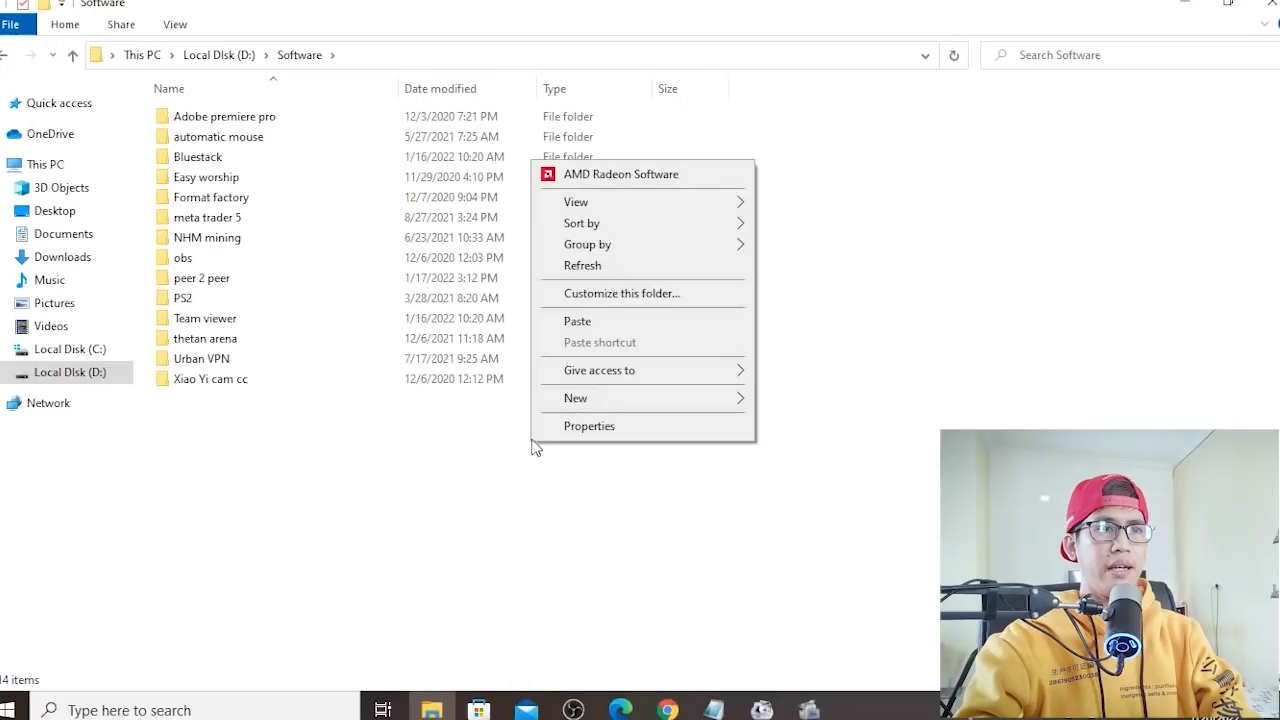 Software
File Home Share View
This PC Local DIsk (D:) Software Search Software
Name Date modified Type Size
Quick access
OneDrive
This PC
3D Objects
Desktop
Documents
Downloads
Music
Pictures
Videos
Local Disk (C:)
Local DIsk (D:)
Network
Adobe premiere pro 12/3/2020 7:21 PM File folder
automatic mouse 5/27/2021 7:25 AM File folder
Bluestack 1/16/2022 10:20 AM File folder
Easy worship 11/29/2020 4:10 PM
Format factory 12/7/2020 9:04 PM
meta trader 5 8/27/2021 3:24 PM
NHM mining 6/23/2021 10:33 AM
obs 12/6/2020 12:03 PM
peer 2 peer 1/17/2022 3:12 PM
PS2 3/28/2021 8:20 AM
Team viewer 1/16/2022 10:20 AM
thetan arena 12/6/2021 11:18 AM
Urban VPN 7/17/2021 9:25 AM
Xiao Yi cam cc 12/6/2020 12:12 PM
AMD Radeon Software
View
Sort by
Group by
Refresh
Customize this folder...
Paste
Paste shortcut
Give access to
New
Properties
14 items
Type here to search